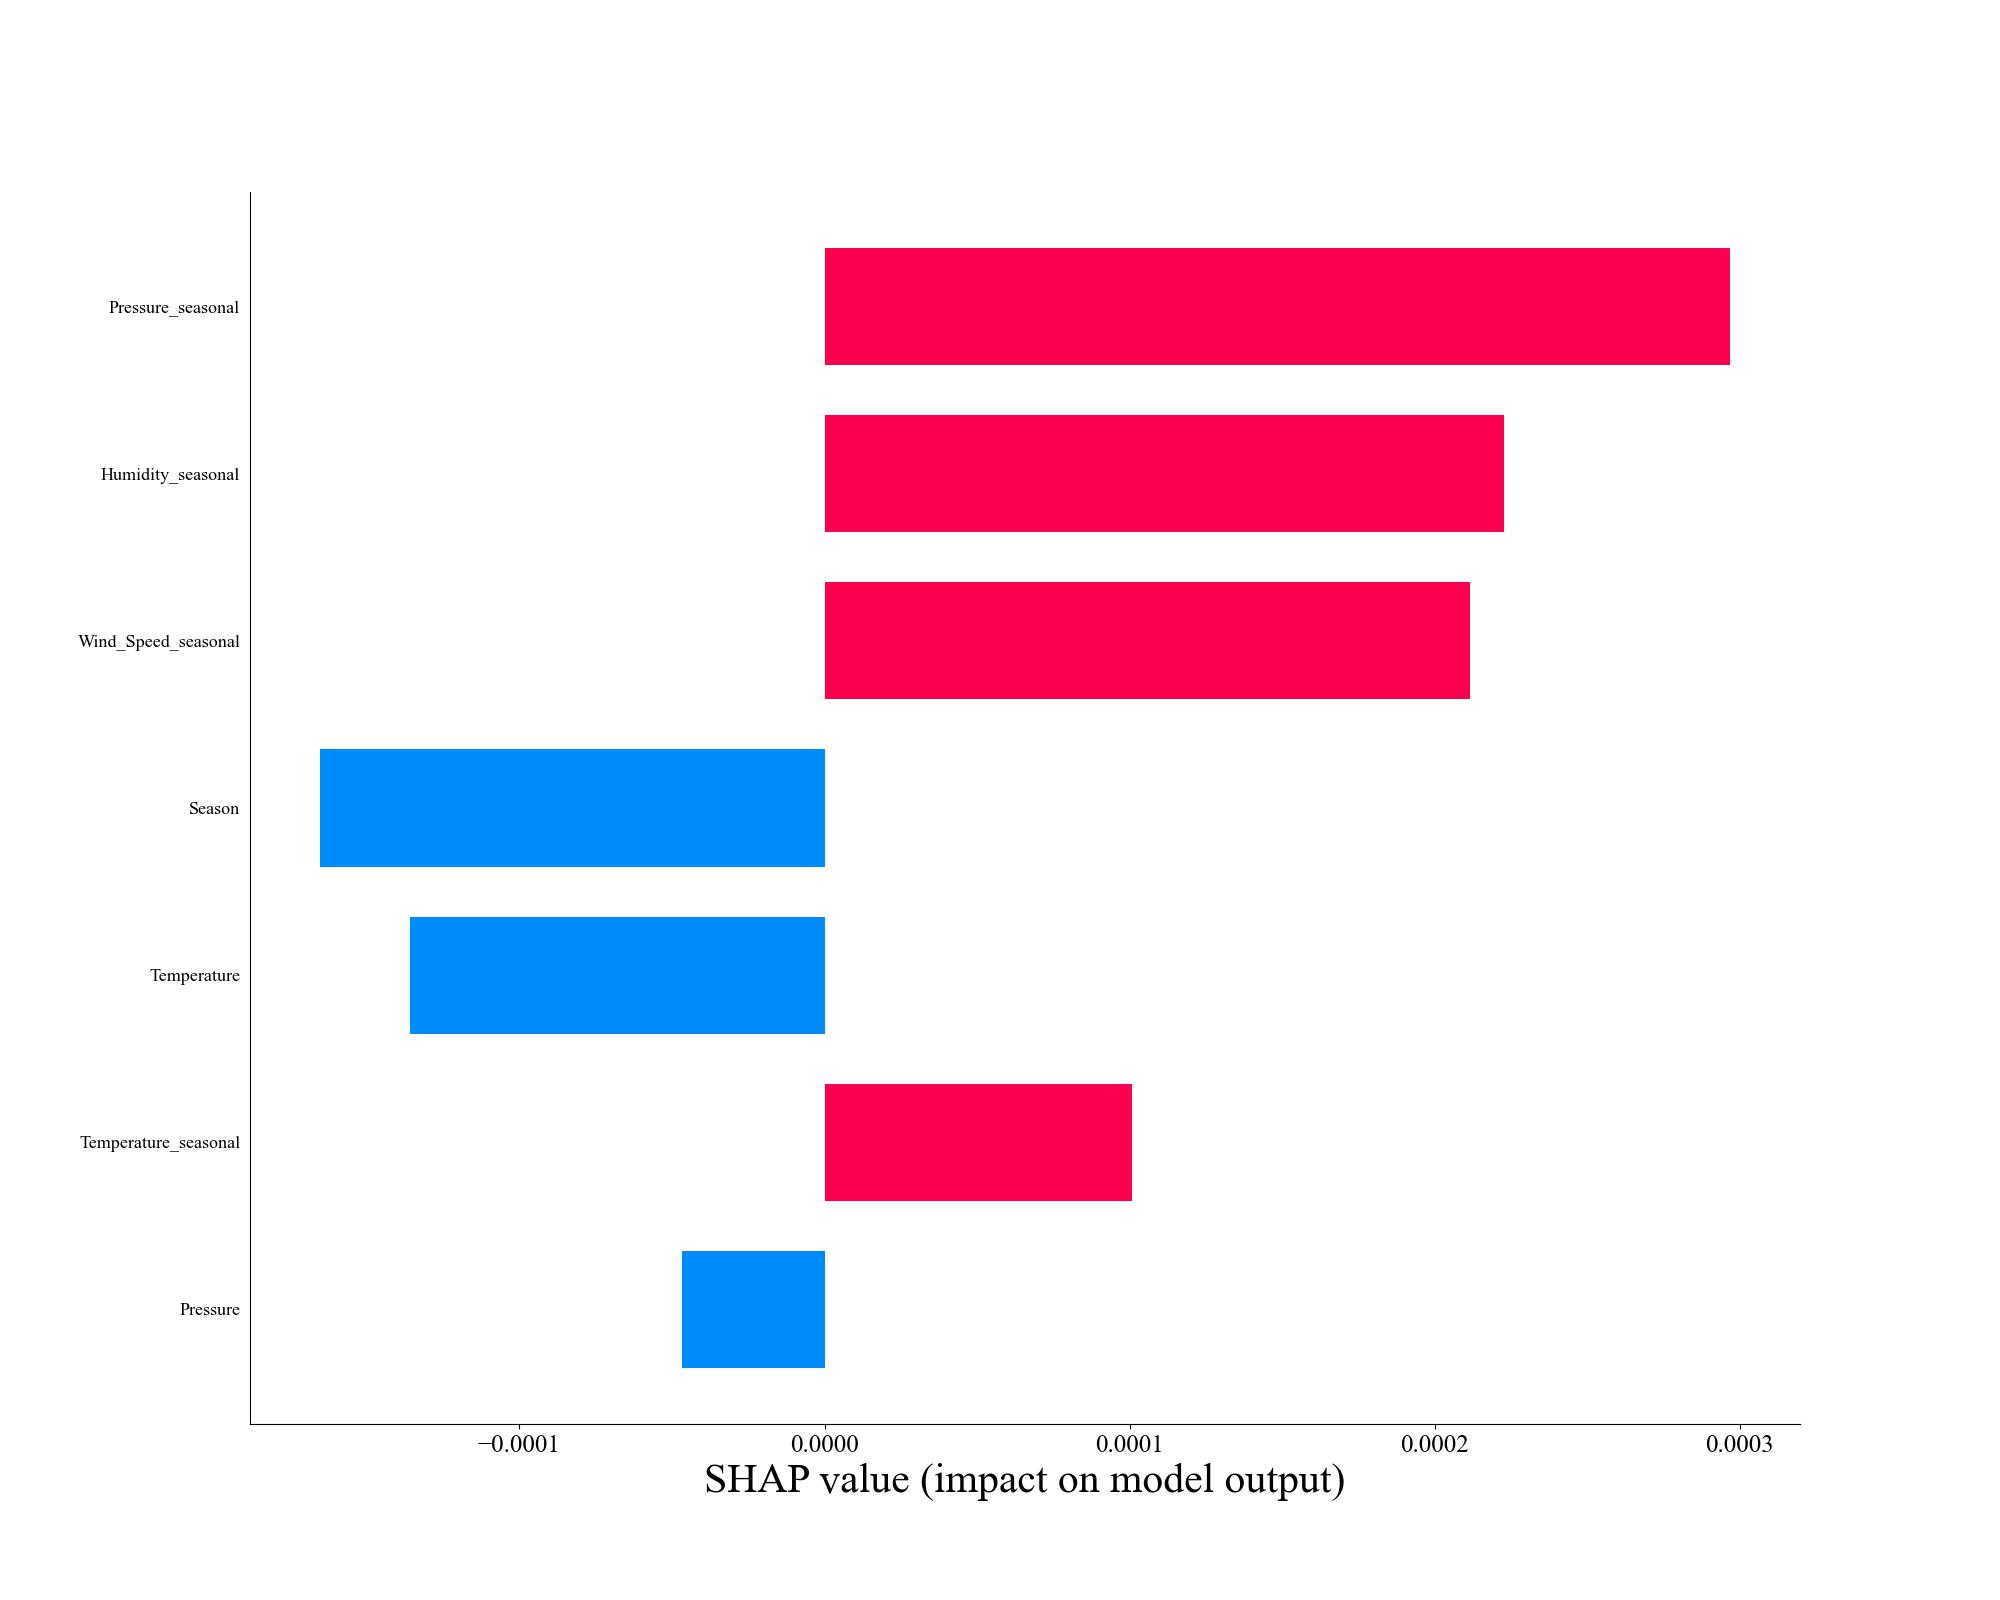 Pressure_seasonal
Humidity_seasonal
Wind_Speed_seasonal
Season
Temperature
Temperature_seasonal
Pressure
−0.0001 0.0000 0.0001 0.0002 0.0003
SHAP value (impact on model output)